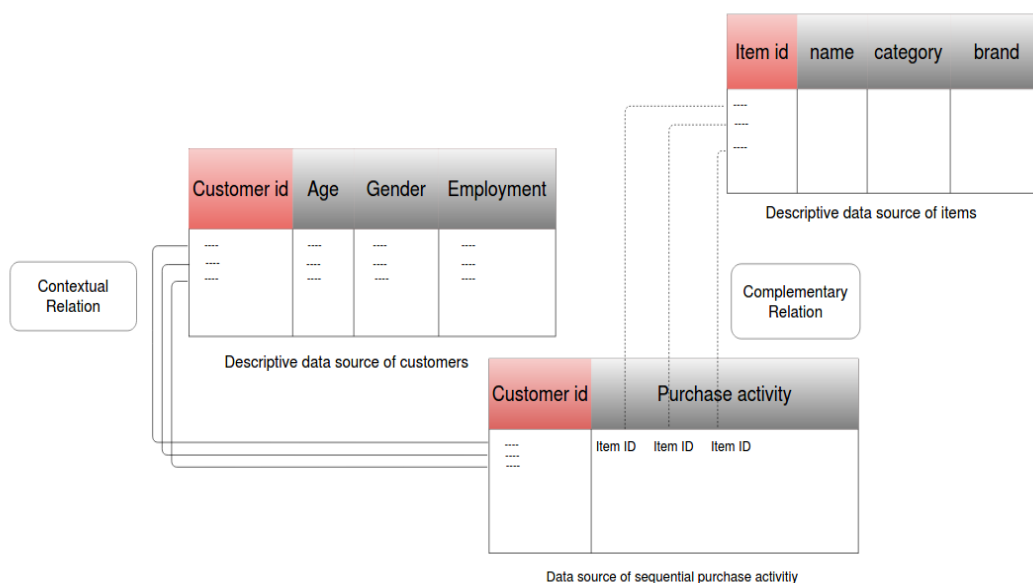 Item id name category brand
----
----
----
Descriptive data source of items
Customer id Age Gender Employment
---- ---- ---- ----
---- ---- ---- ----
---- ---- ---- ----
Descriptive data source of customers
Contextual
Relation
Complementary
Relation
Customer id Purchase activity
---- Item ID Item ID Item ID
----
----
Data source of sequential purchase activitiy